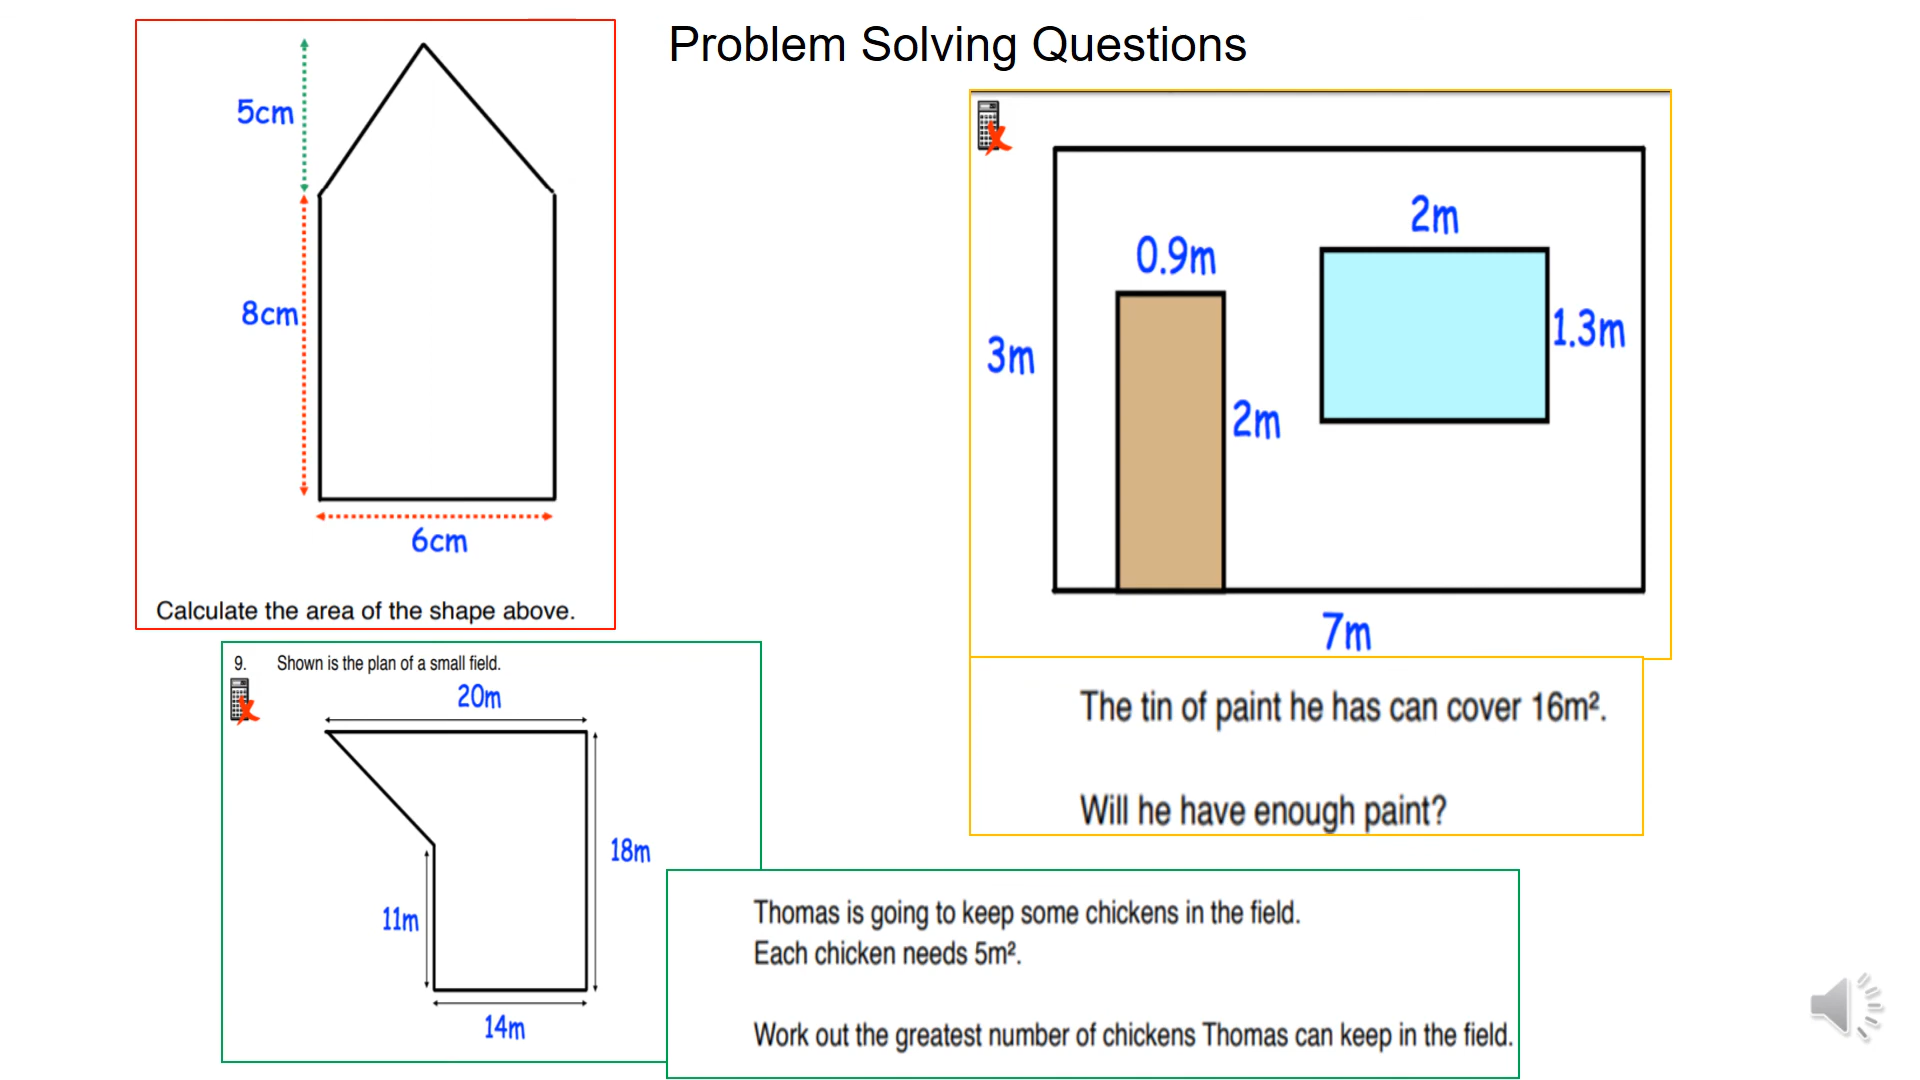 Problem Solving Questions
5cm
8cm
6cm
Calculate the area of the shape above.
0.9m
2m
3m
2m
1.3m
7m
The tin of paint he has can cover 16m².
Will he have enough paint?
9. Shown is the plan of a small field.
20m
18m
11m
14m
Thomas is going to keep some chickens in the field.
Each chicken needs 5m².
Work out the greatest number of chickens Thomas can keep in the field.